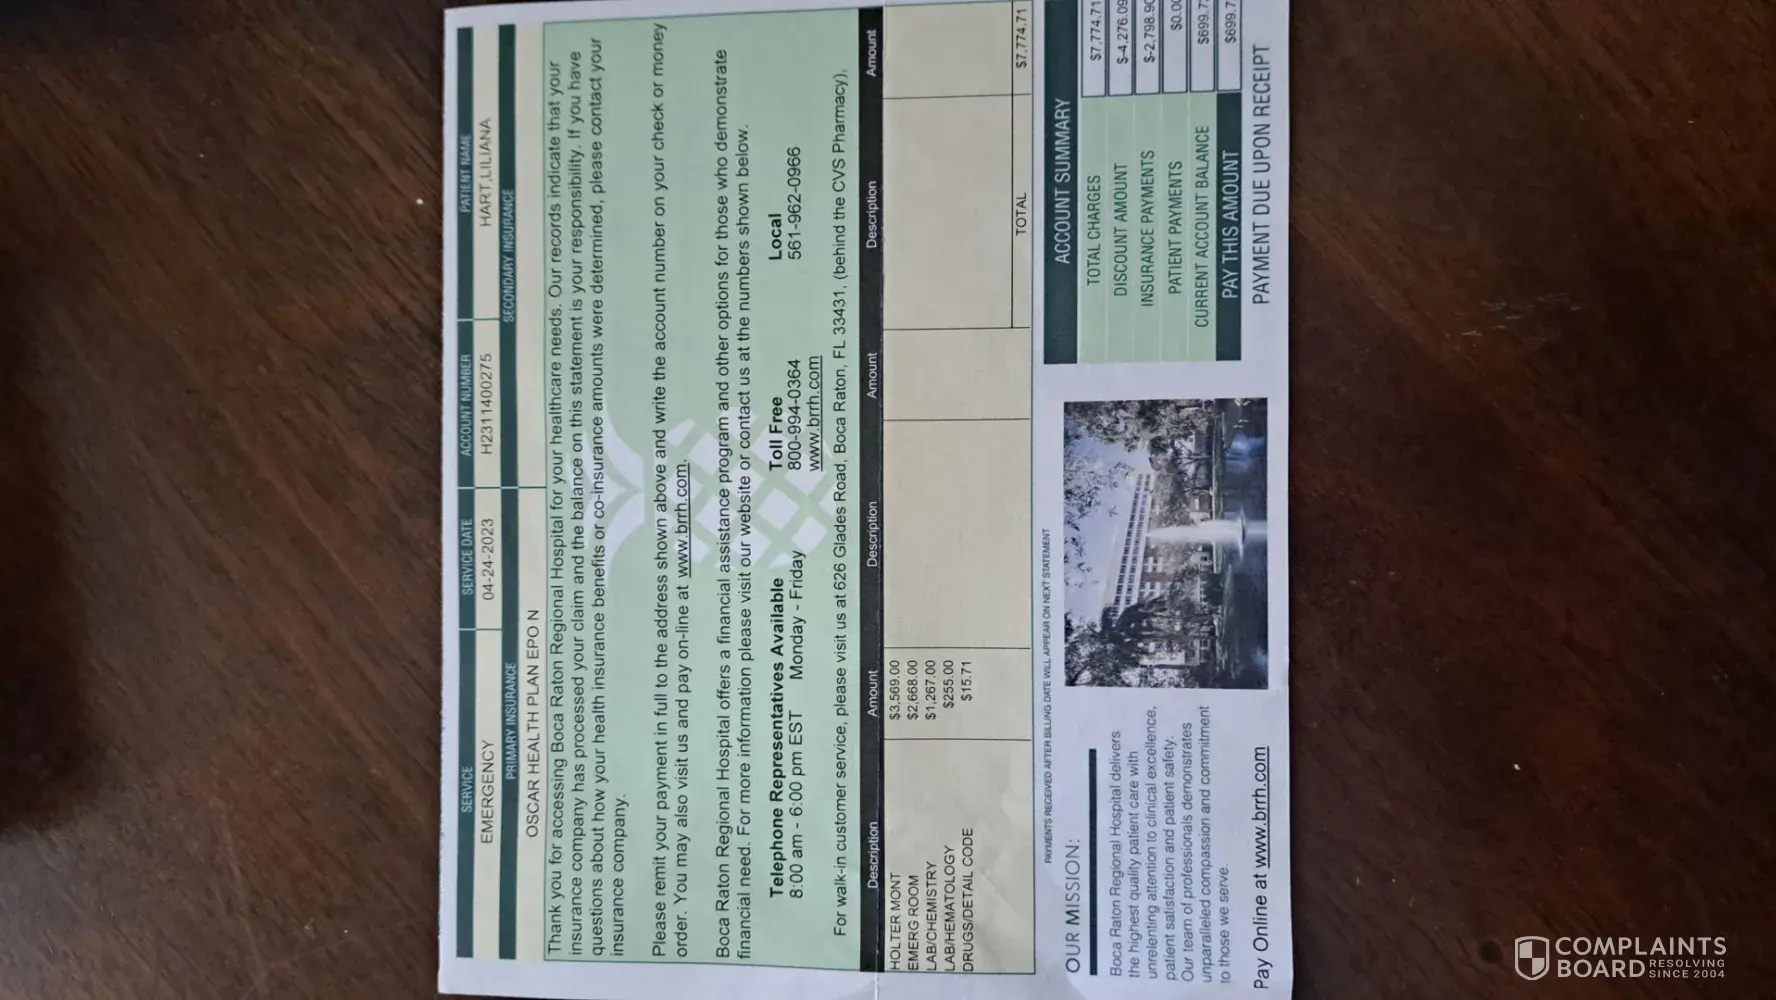 SERVICE SERVICE DATE ACCOUNT NUMBER PATIENT NAME
EMERGENCY 04-24-2023 H2311400275 HART,LILIANA
PRIMARY INSURANCE SECONDARY INSURANCE
OSCAR HEALTH PLAN EPO N
Thank you for accessing Boca Raton Regional Hospital for your healthcare needs. Our records indicate that your
insurance company has processed your claim and the balance on this statement is your responsibility. If you have
questions about how your health insurance benefits or co-insurance amounts were determined, please contact your
insurance company.
Please remit your payment in full to the address shown above and write the account number on your check or money
order. You may also visit us and pay on-line at www.brrh.com.
Boca Raton Regional Hospital offers a financial assistance program and other options for those who demonstrate
financial need. For more information please visit our website or contact us at the numbers shown below.
Telephone Representatives Available Toll Free Local
8:00 am - 6:00 pm EST Monday - Friday 800-994-0364 561-962-0966
www.brrh.com
For walk-in customer service, please visit us at 626 Glades Road, Boca Raton, FL 33431, (behind the CVS Pharmacy).
Description Amount Description Amount Description Amount
HOLTER MONT $3,569.00
EMERG ROOM $2,668.00
LAB/CHEMISTRY $1,267.00
LAB/HEMATOLOGY $255.00
DRUGS/DETAIL CODE $15.71
TOTAL $7,774.71
PAYMENTS RECEIVED AFTER BILLING DATE WILL APPEAR ON NEXT STATEMENT
OUR MISSION:
Boca Raton Regional Hospital delivers
the highest quality patient care with
unrelenting attention to clinical excellence,
patient satisfaction and patient safety.
Our team of professionals demonstrates
unparalleled compassion and commitment
to those we serve.
Pay Online at www.brrh.com
ACCOUNT SUMMARY
TOTAL CHARGES $7,774.71
DISCOUNT AMOUNT $-4,276.09
INSURANCE PAYMENTS $-2,798.90
PATIENT PAYMENTS $0.00
CURRENT ACCOUNT BALANCE $699.7
PAY THIS AMOUNT $699.7
PAYMENT DUE UPON RECEIPT
COMPLAINTS
BOARD RESOLVING
SINCE 2004